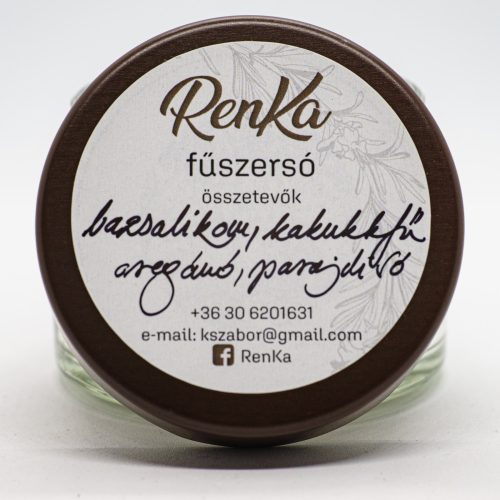 RenKa
fűszersó
összetevők
bazsalikom, kakukkfű
oregánó, parajdi só
+36 30 6201631
e-mail: kszabor@gmail.com
RenKa